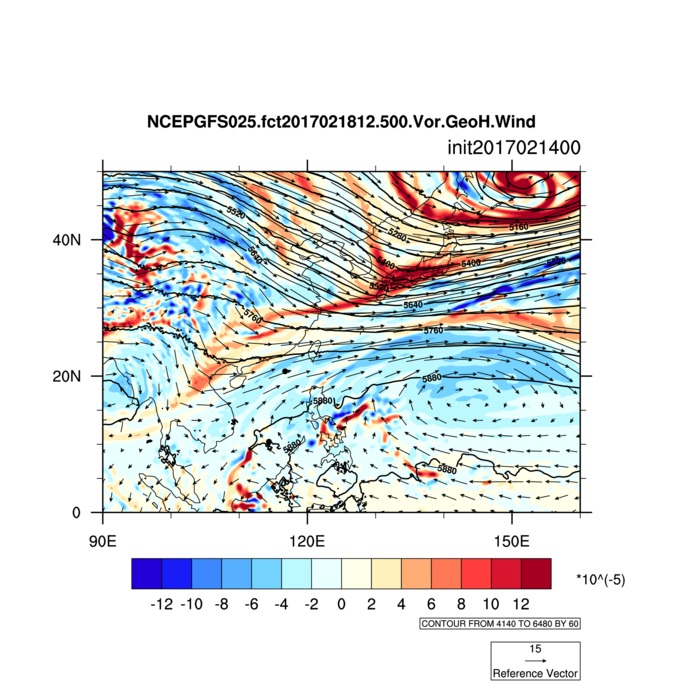 NCEPGFS025.fct2017021812.500.Vor.GeoH.Wind
init2017021400
40N
20N
0
90E 120E 150E
5520
5640
5760
5280
5160
5400
5400
5520
5640
5760
5880
5880
5880
5880
-12 -10 -8 -6 -4 -2 0 2 4 6 8 10 12
*10^(-5)
CONTOUR FROM 4140 TO 6480 BY 60
15
Reference Vector